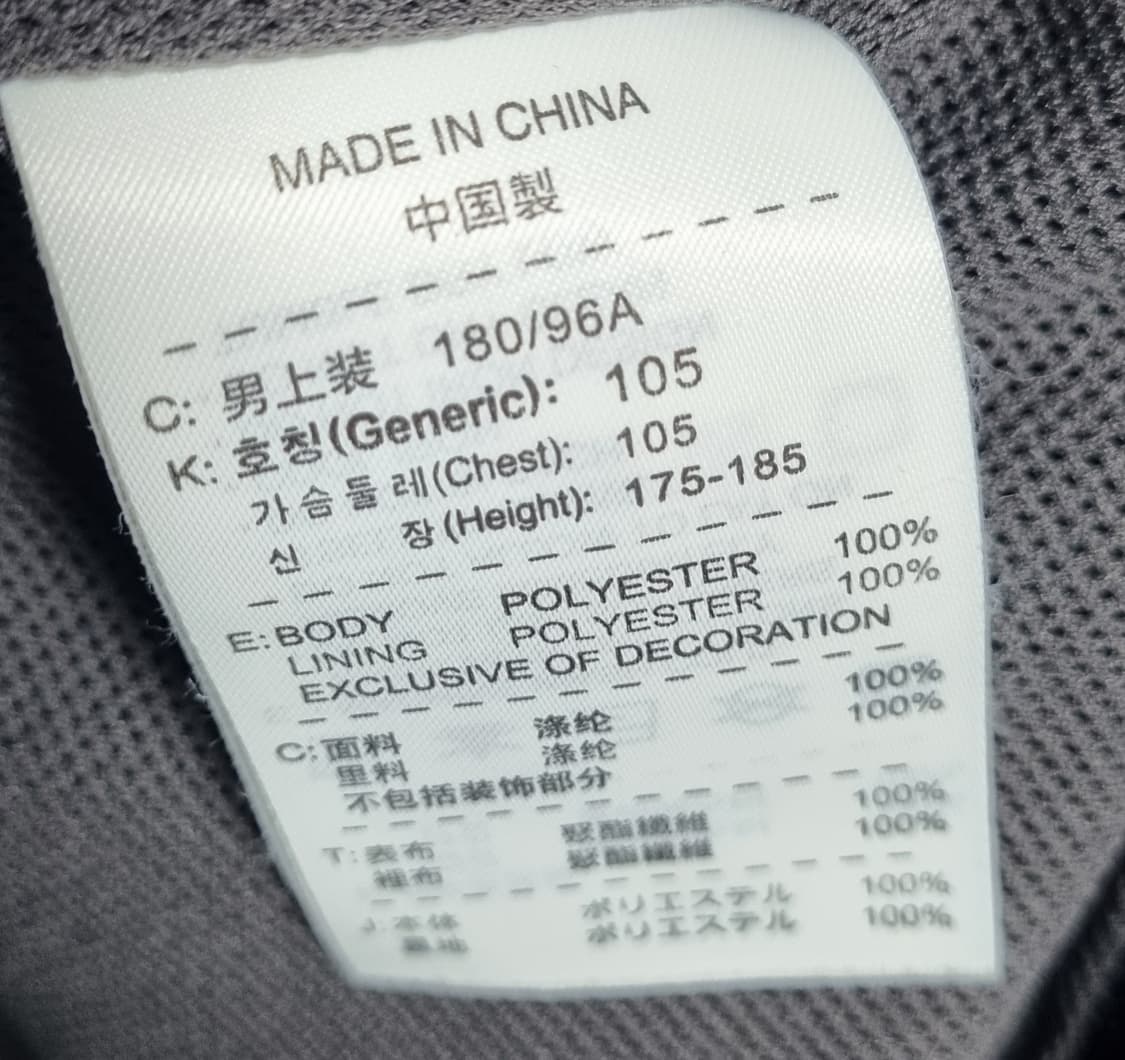 MADE IN CHINA
中国製
C: 男上装 180/96A
K: 호칭(Generic): 105
가슴둘레(Chest): 105
신 장(Height): 175-185
E: BODY POLYESTER 100%
LINING POLYESTER 100%
EXCLUSIVE OF DECORATION
C: 面料 涤纶 100%
里料 涤纶 100%
不包括装饰部分
T: 表布 聚酯纖維 100%
裡布 聚酯纖維 100%
J: 本体 ポリエステル 100%
裏地 ポリエステル 100%